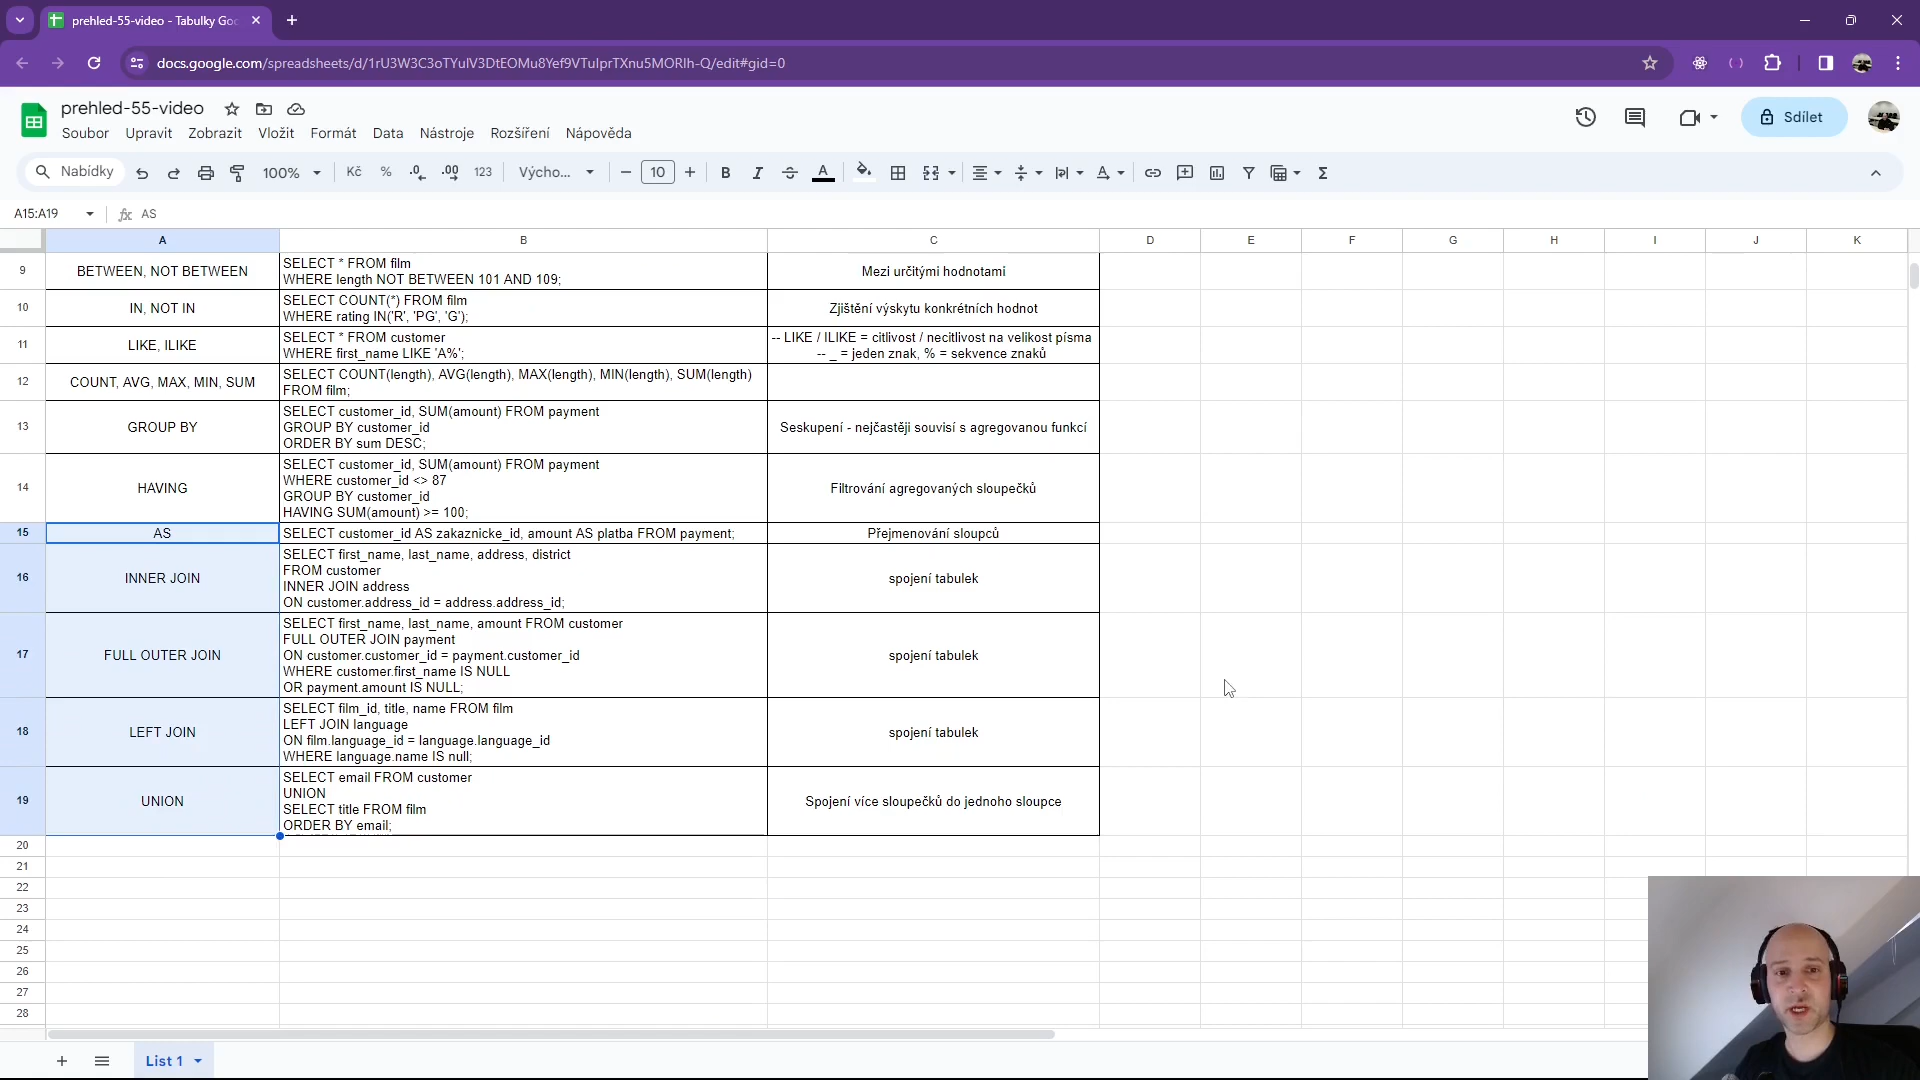 prehled-55-video - Tabulky Goo
docs.google.com/spreadsheets/d/1rU3W3C3oTYulV3DtEOMu8Yef9VTuIprTXnu5MORlh-Q/edit#gid=0
prehled-55-video
Soubor Upravit Zobrazit Vložit Formát Data Nástroje Rozšíření Nápověda
Sdílet
Nabídky 100% Kč % .0 .00 123 Výcho... 10 B I A
A15:A19 fx AS
A B C D E F G H I J K
9 BETWEEN, NOT BETWEEN
SELECT * FROM film
WHERE length NOT BETWEEN 101 AND 109;
Mezi určitými hodnotami
10 IN, NOT IN
SELECT COUNT(*) FROM film
WHERE rating IN('R', 'PG', 'G');
Zjištění výskytu konkrétních hodnot
11 LIKE, ILIKE
SELECT * FROM customer
WHERE first_name LIKE 'A%';
-- LIKE / ILIKE = citlivost / necitlivost na velikost písma
-- _ = jeden znak, % = sekvence znaků
12 COUNT, AVG, MAX, MIN, SUM
SELECT COUNT(length), AVG(length), MAX(length), MIN(length), SUM(length)
FROM film;
13 GROUP BY
SELECT customer_id, SUM(amount) FROM payment
GROUP BY customer_id
ORDER BY sum DESC;
Seskupení - nejčastěji souvisí s agregovanou funkcí
14 HAVING
SELECT customer_id, SUM(amount) FROM payment
WHERE customer_id <> 87
GROUP BY customer_id
HAVING SUM(amount) >= 100;
Filtrování agregovaných sloupečků
15 AS
SELECT customer_id AS zakaznicke_id, amount AS platba FROM payment;
Přejmenování sloupců
16 INNER JOIN
SELECT first_name, last_name, address, district
FROM customer
INNER JOIN address
ON customer.address_id = address.address_id;
spojení tabulek
17 FULL OUTER JOIN
SELECT first_name, last_name, amount FROM customer
FULL OUTER JOIN payment
ON customer.customer_id = payment.customer_id
WHERE customer.first_name IS NULL
OR payment.amount IS NULL;
spojení tabulek
18 LEFT JOIN
SELECT film_id, title, name FROM film
LEFT JOIN language
ON film.language_id = language.language_id
WHERE language.name IS null;
spojení tabulek
19 UNION
SELECT email FROM customer
UNION
SELECT title FROM film
ORDER BY email;
Spojení více sloupečků do jednoho sloupce
20
21
22
23
24
25
26
27
28
List 1